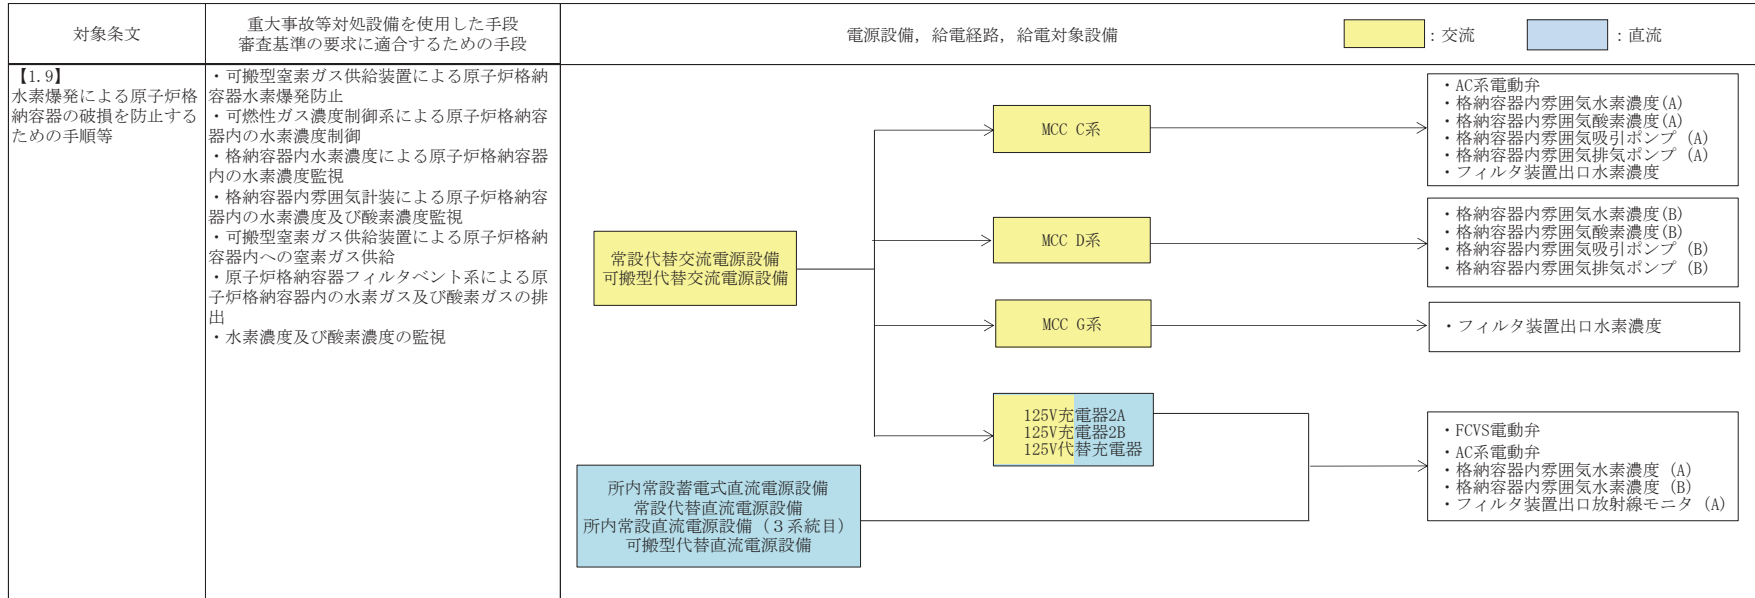 対象条文
重大事故等対処設備を使用した手段
審査基準の要求に適合するための手段
電源設備，給電経路，給電対象設備
：交流
：直流
【1.9】
水素爆発による原子炉格
納容器の破損を防止する
ための手順等
・可搬型窒素ガス供給装置による原子炉格納
容器水素爆発防止
・可燃性ガス濃度制御系による原子炉格納容
器内の水素濃度制御
・格納容器内水素濃度による原子炉格納容器
内の水素濃度監視
・格納容器内雰囲気計装による原子炉格納容
器内の水素濃度及び酸素濃度監視
・可搬型窒素ガス供給装置による原子炉格納
容器内への窒素ガス供給
・原子炉格納容器フィルタベント系による原
子炉格納容器内の水素ガス及び酸素ガスの排
出
・水素濃度及び酸素濃度の監視
常設代替交流電源設備
可搬型代替交流電源設備
所内常設蓄電式直流電源設備
常設代替直流電源設備
所内常設直流電源設備（３系統目）
可搬型代替直流電源設備
MCC C系
MCC D系
MCC G系
125V充電器2A
125V充電器2B
125V代替充電器
・AC系電動弁
・格納容器内雰囲気水素濃度(A)
・格納容器内雰囲気酸素濃度(A)
・格納容器内雰囲気吸引ポンプ (A)
・格納容器内雰囲気排気ポンプ (A)
・フィルタ装置出口水素濃度
・格納容器内雰囲気水素濃度(B)
・格納容器内雰囲気酸素濃度(B)
・格納容器内雰囲気吸引ポンプ (B)
・格納容器内雰囲気排気ポンプ (B)
・フィルタ装置出口水素濃度
・FCVS電動弁
・AC系電動弁
・格納容器内雰囲気水素濃度 (A)
・格納容器内雰囲気水素濃度 (B)
・フィルタ装置出口放射線モニタ (A)